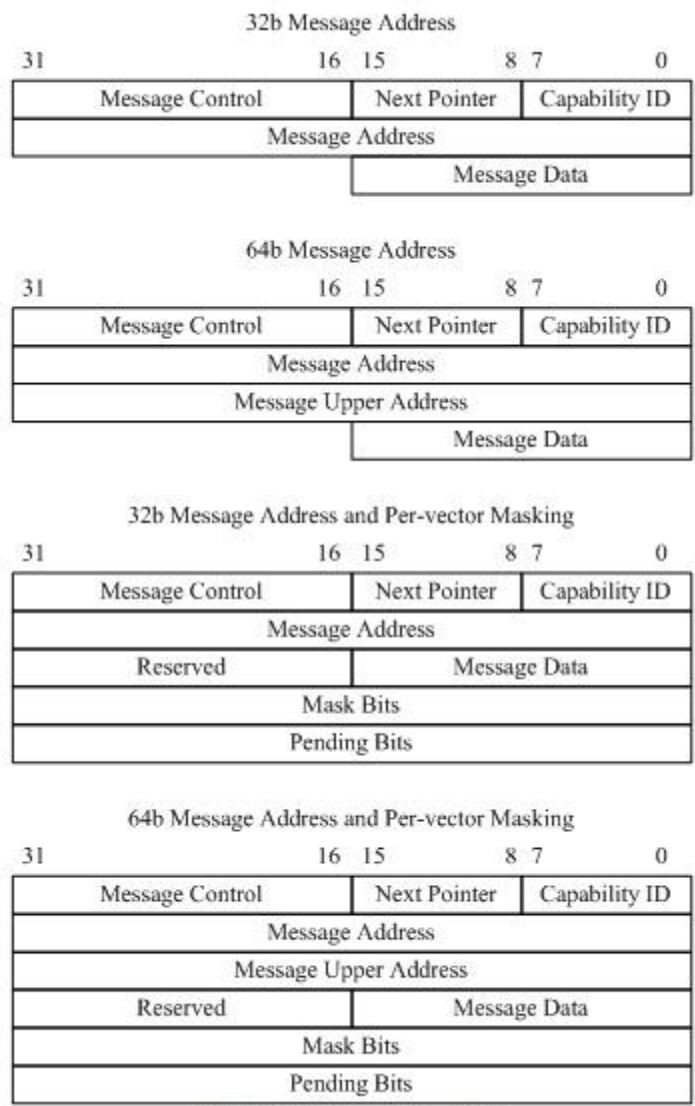 32b Message Address
31 16 15 8 7 0
Message Control Next Pointer Capability ID
Message Address
Message Data
64b Message Address
31 16 15 8 7 0
Message Control Next Pointer Capability ID
Message Address
Message Upper Address
Message Data
32b Message Address and Per-vector Masking
31 16 15 8 7 0
Message Control Next Pointer Capability ID
Message Address
Reserved Message Data
Mask Bits
Pending Bits
64b Message Address and Per-vector Masking
31 16 15 8 7 0
Message Control Next Pointer Capability ID
Message Address
Message Upper Address
Reserved Message Data
Mask Bits
Pending Bits